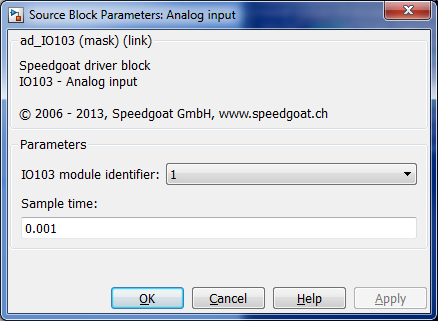 Source Block Parameters: Analog input
ad_IO103 (mask) (link)
Speedgoat driver block
IO103 - Analog input
© 2006 - 2013, Speedgoat GmbH, www.speedgoat.ch
Parameters
IO103 module identifier: 1
Sample time:
0.001
OK Cancel Help Apply